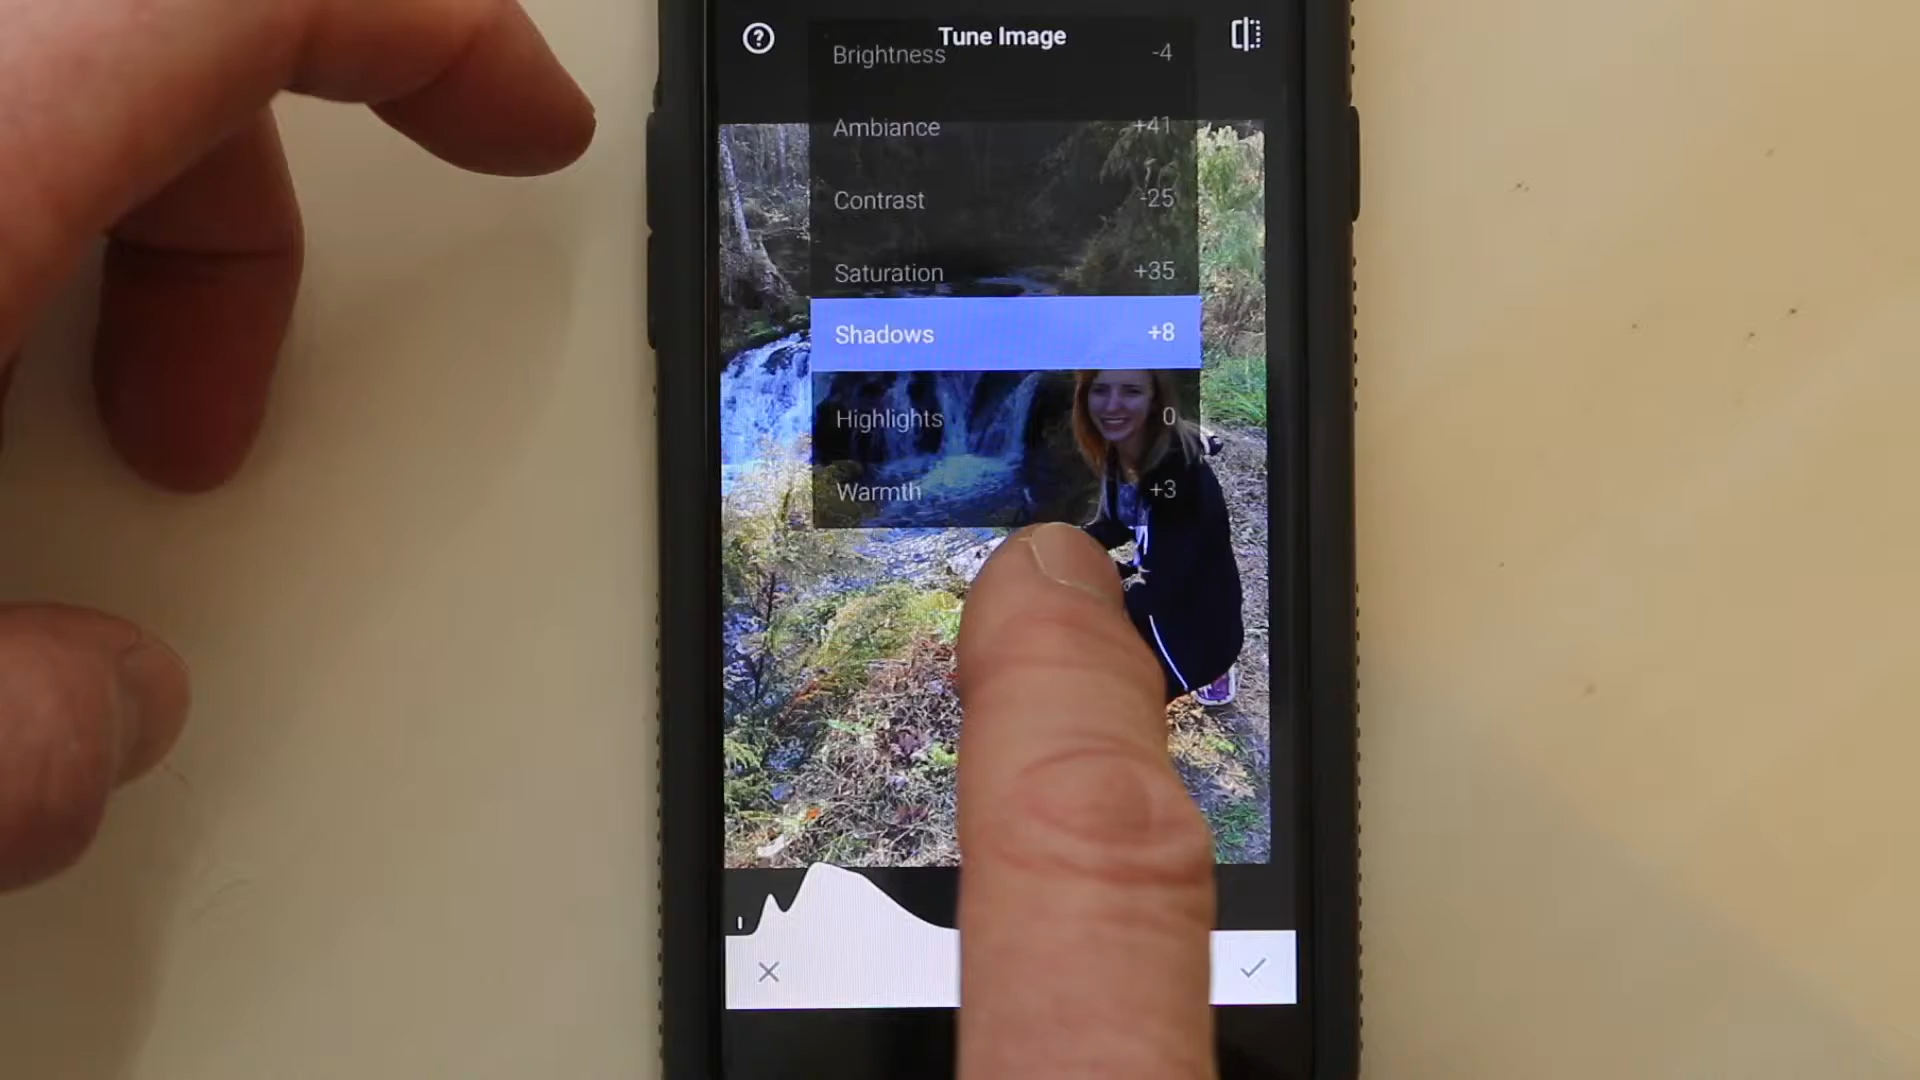 Tune Image
Brightness -4
Ambiance +41
Contrast -25
Saturation +35
Shadows +8
Highlights 0
Warmth +3